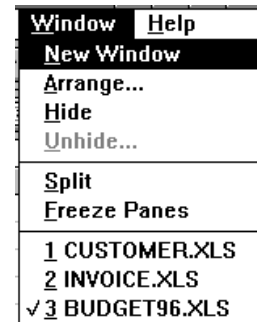 Window Help
New Window
Arrange...
Hide
Unhide...
Split
Freeze Panes
1 CUSTOMER.XLS
2 INVOICE.XLS
✓3 BUDGET96.XLS